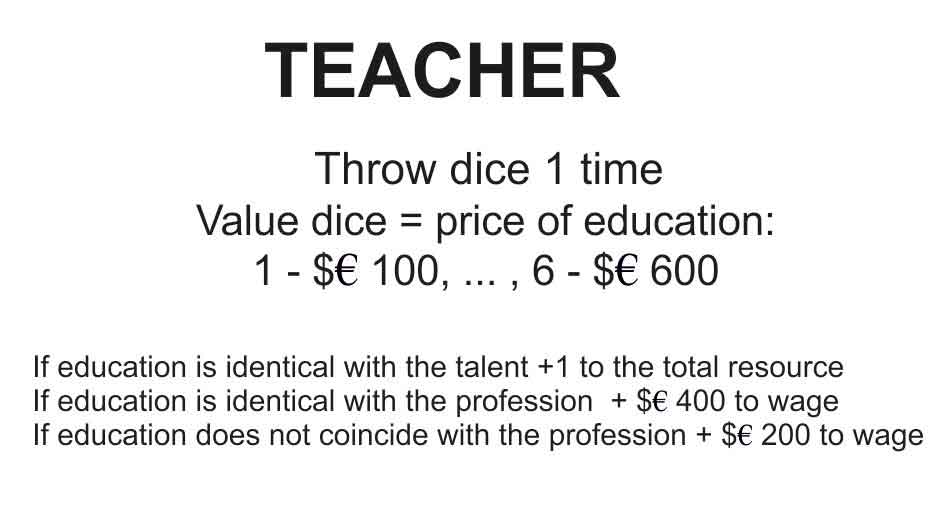 TEACHER
Throw dice 1 time
Value dice = price of education:
1 - $€ 100, ... , 6 - $€ 600
If education is identical with the talent +1 to the total resource
If education is identical with the profession + $€ 400 to wage
If education does not coincide with the profession + $€ 200 to wage